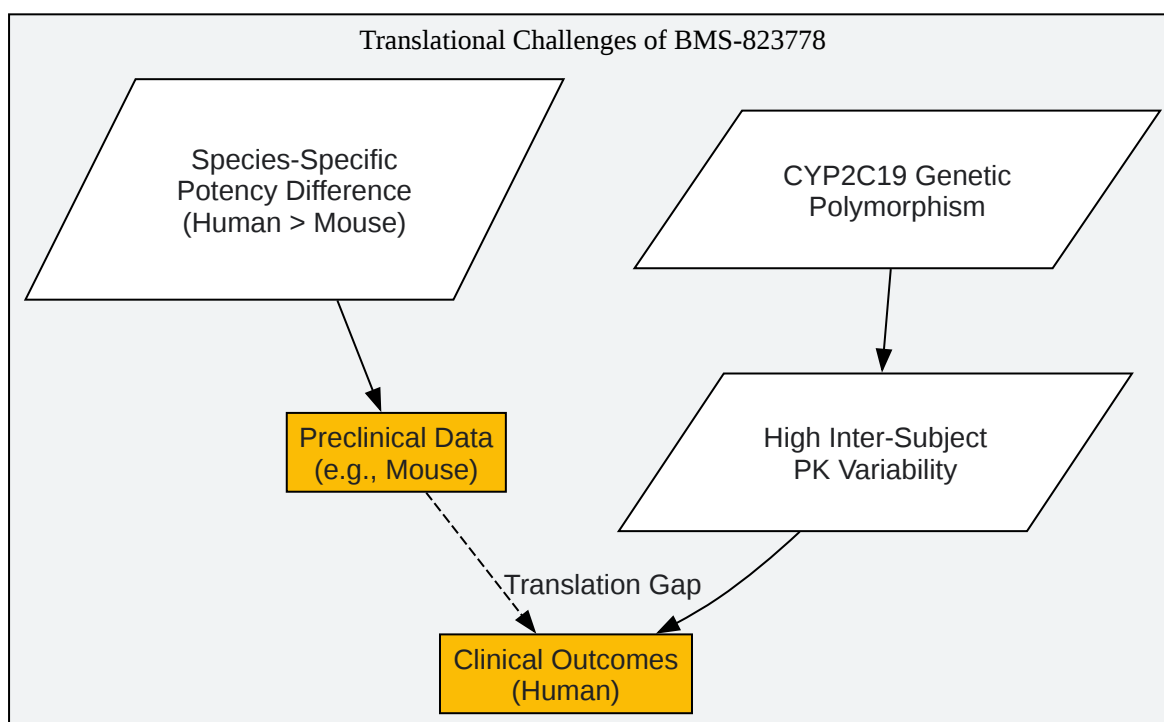 Translational Challenges of BMS-823778
Species-Specific
Potency Difference
(Human > Mouse)
CYP2C19 Genetic
Polymorphism
Preclinical Data
(e.g., Mouse)
High Inter-Subject
PK Variability
Translation Gap
Clinical Outcomes
(Human)